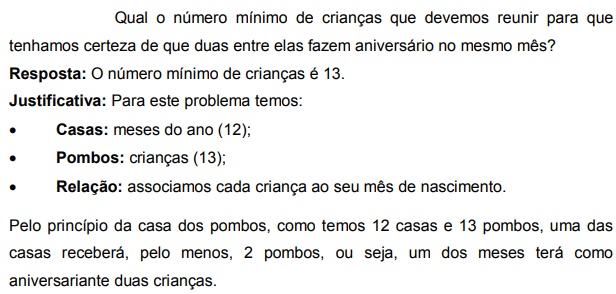 Qual o número mínimo de crianças que devemos reunir para que
tenhamos certeza de que duas entre elas fazem aniversário no mesmo mês?
Resposta: O número mínimo de crianças é 13.
Justificativa: Para este problema temos:
• Casas: meses do ano (12);
• Pombos: crianças (13);
• Relação: associamos cada criança ao seu mês de nascimento.
Pelo princípio da casa dos pombos, como temos 12 casas e 13 pombos, uma das
casas receberá, pelo menos, 2 pombos, ou seja, um dos meses terá como
aniversariante duas crianças.